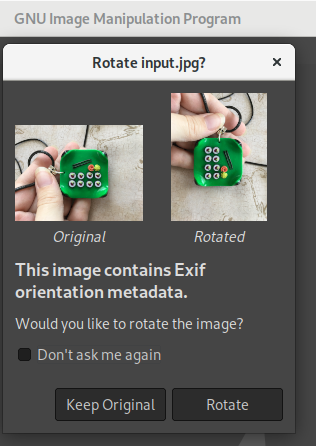 GNU Image Manipulation Program
Rotate input.jpg?
×
Original
Rotated
This image contains Exif
orientation metadata.
Would you like to rotate the image?
Don't ask me again
Keep Original
Rotate